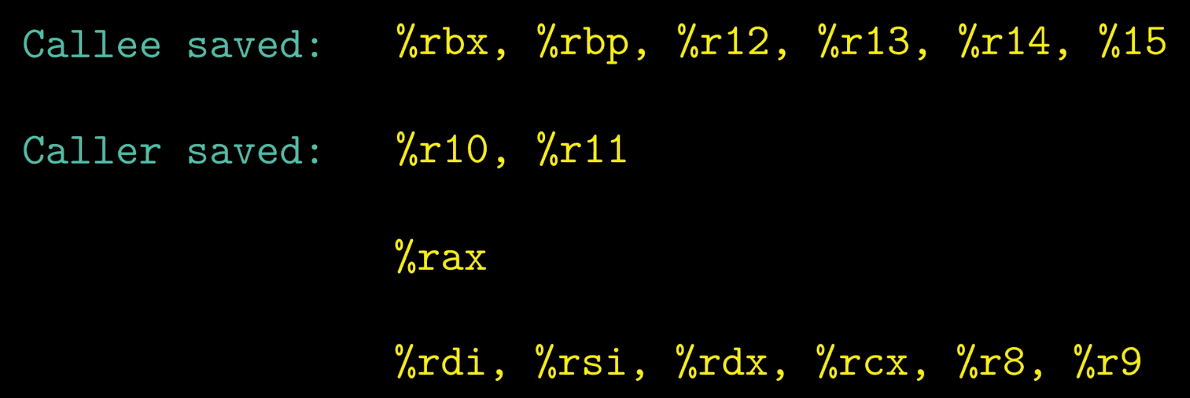 Callee saved: %rbx, %rbp, %r12, %r13, %r14, %15
Caller saved: %r10, %r11
%rax
%rdi, %rsi, %rdx, %rcx, %r8, %r9